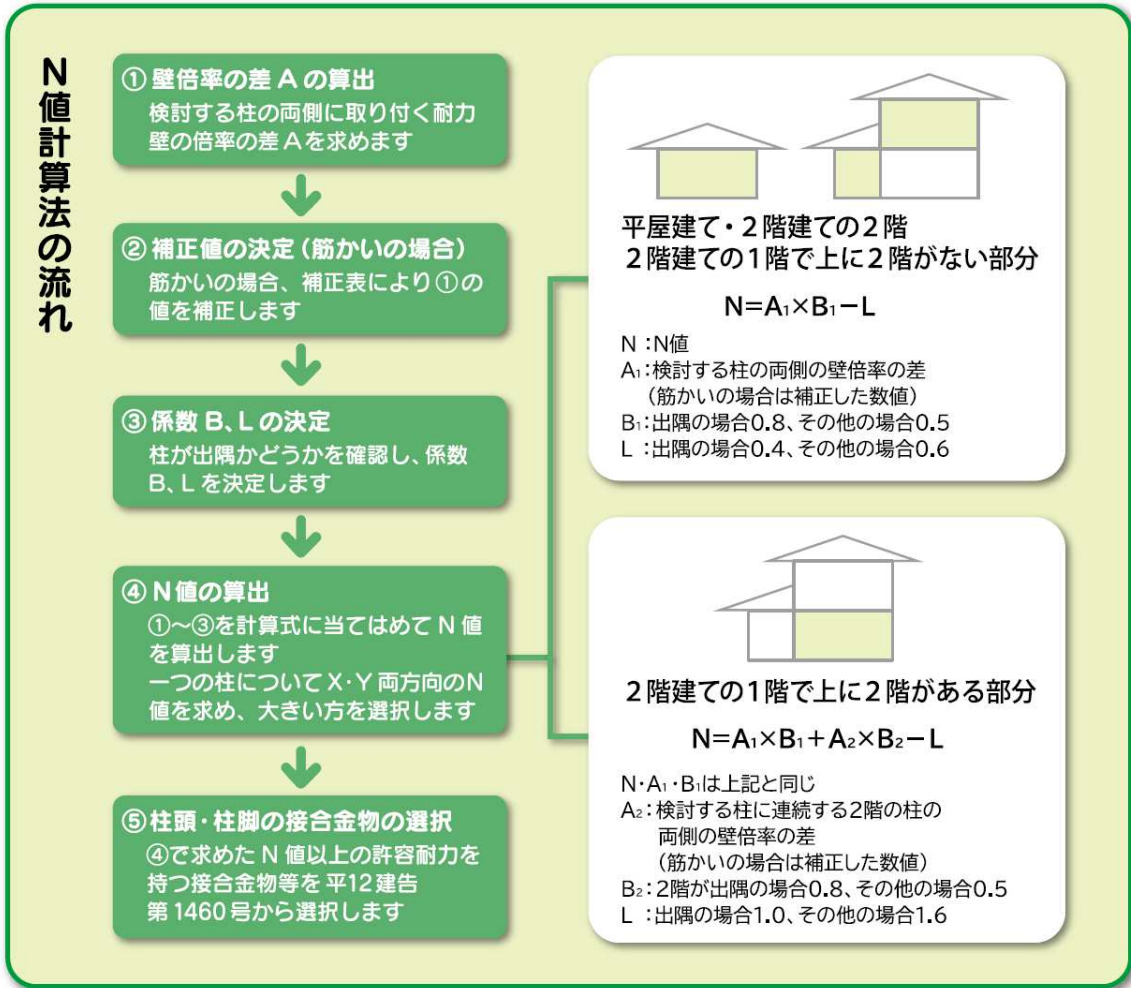 N値計算法の流れ
① 壁倍率の差 A の算出
検討する柱の両側に取り付く耐力
壁の倍率の差 A を求めます
② 補正値の決定（筋かいの場合）
筋かいの場合、補正表により①の
値を補正します
③ 係数 B、L の決定
柱が出隅かどうかを確認し、係数
B、L を決定します
④ N 値の算出
①〜③を計算式に当てはめて N 値
を算出します
一つの柱について X・Y 両方向のN
値を求め、大きい方を選択します
⑤ 柱頭・柱脚の接合金物の選択
④で求めた N 値以上の許容耐力を
持つ接合金物等を 平12 建告
第 1460 号から選択します
平屋建て・２階建ての２階
２階建ての１階で上に２階がない部分
N=A₁×B₁−L
N ：N値
A₁：検討する柱の両側の壁倍率の差
（筋かいの場合は補正した数値）
B₁：出隅の場合0.8、その他の場合0.5
L ：出隅の場合0.4、その他の場合0.6
２階建ての１階で上に２階がある部分
N=A₁×B₁+A₂×B₂−L
N・A₁・B₁は上記と同じ
A₂：検討する柱に連続する2階の柱の
両側の壁倍率の差
（筋かいの場合は補正した数値）
B₂：2階が出隅の場合0.8、その他の場合0.5
L ：出隅の場合1.0、その他の場合1.6